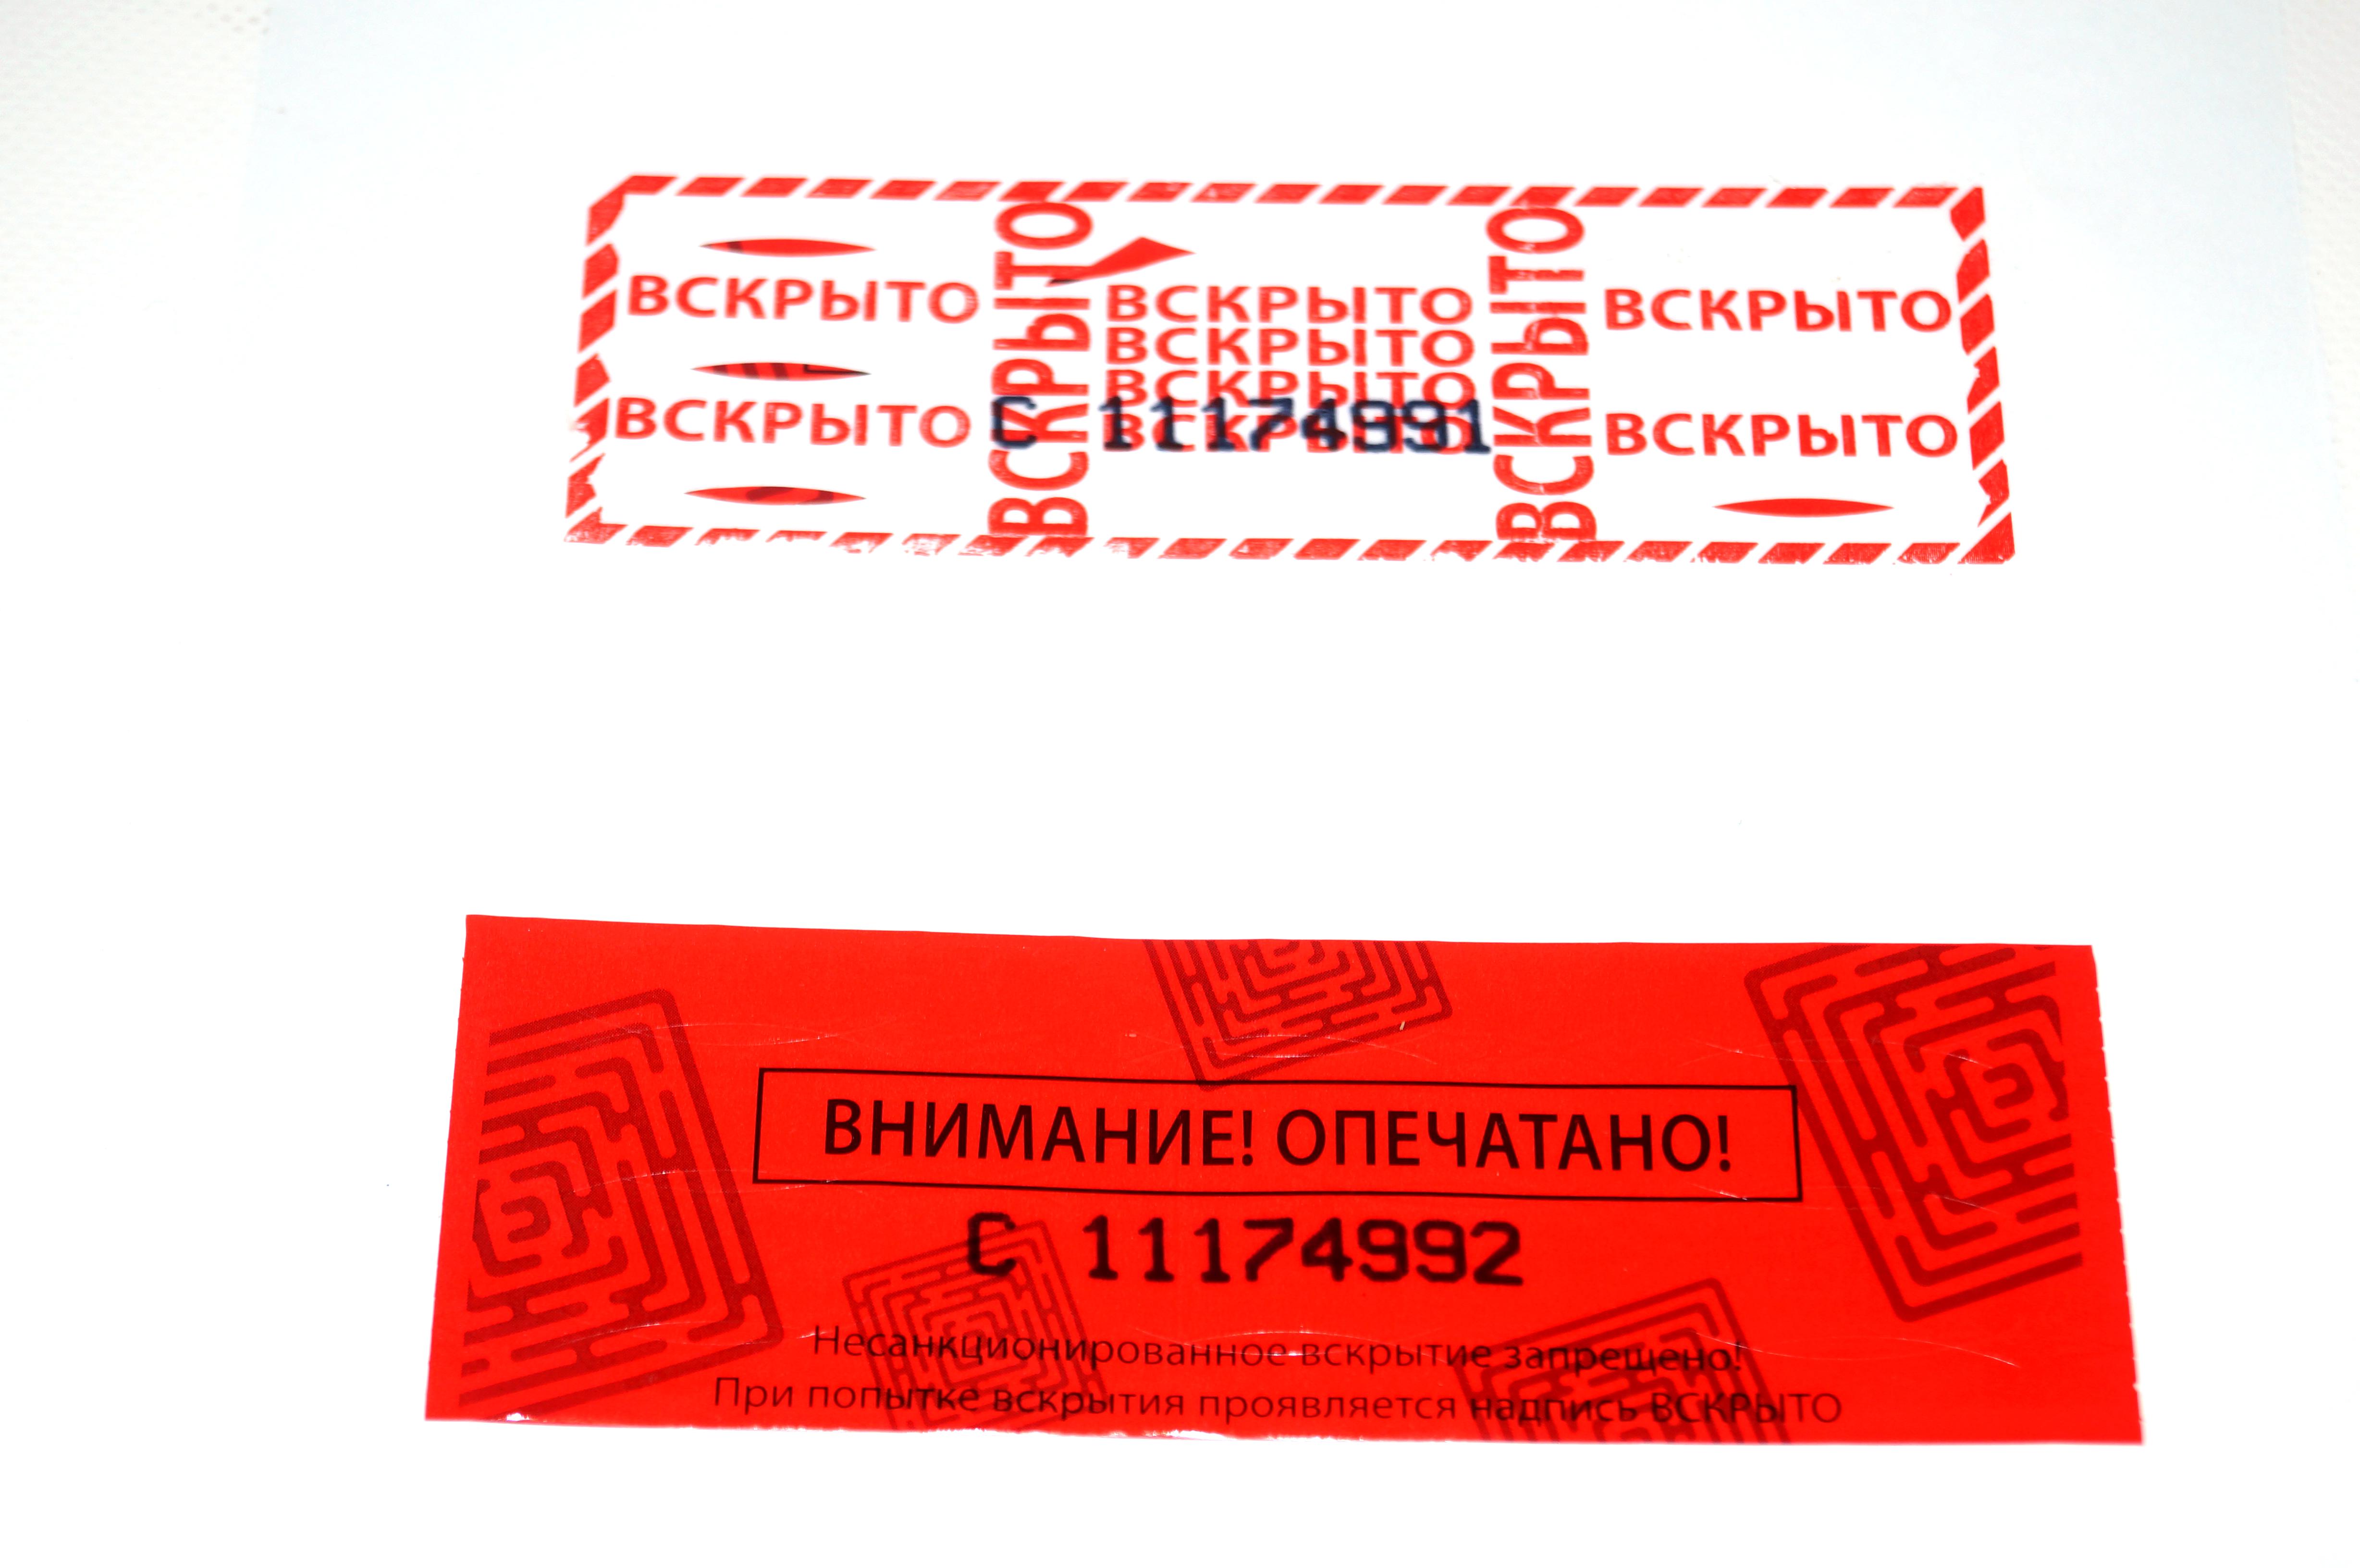 ВСКРЫТО
ВСКРЫТО
ВСКРЫТО
ВСКРЫТО
ВСКРЫТО
ВСКРЫТО
ВСКРЫТО
ВСКРЫТО
ВСКРЫТО
ВСКРЫТО
С 11174991
ВНИМАНИЕ! ОПЕЧАТАНО!
С 11174992
Несанкционированное вскрытие запрещено!
При попытке вскрытия проявляется надпись ВСКРЫТО